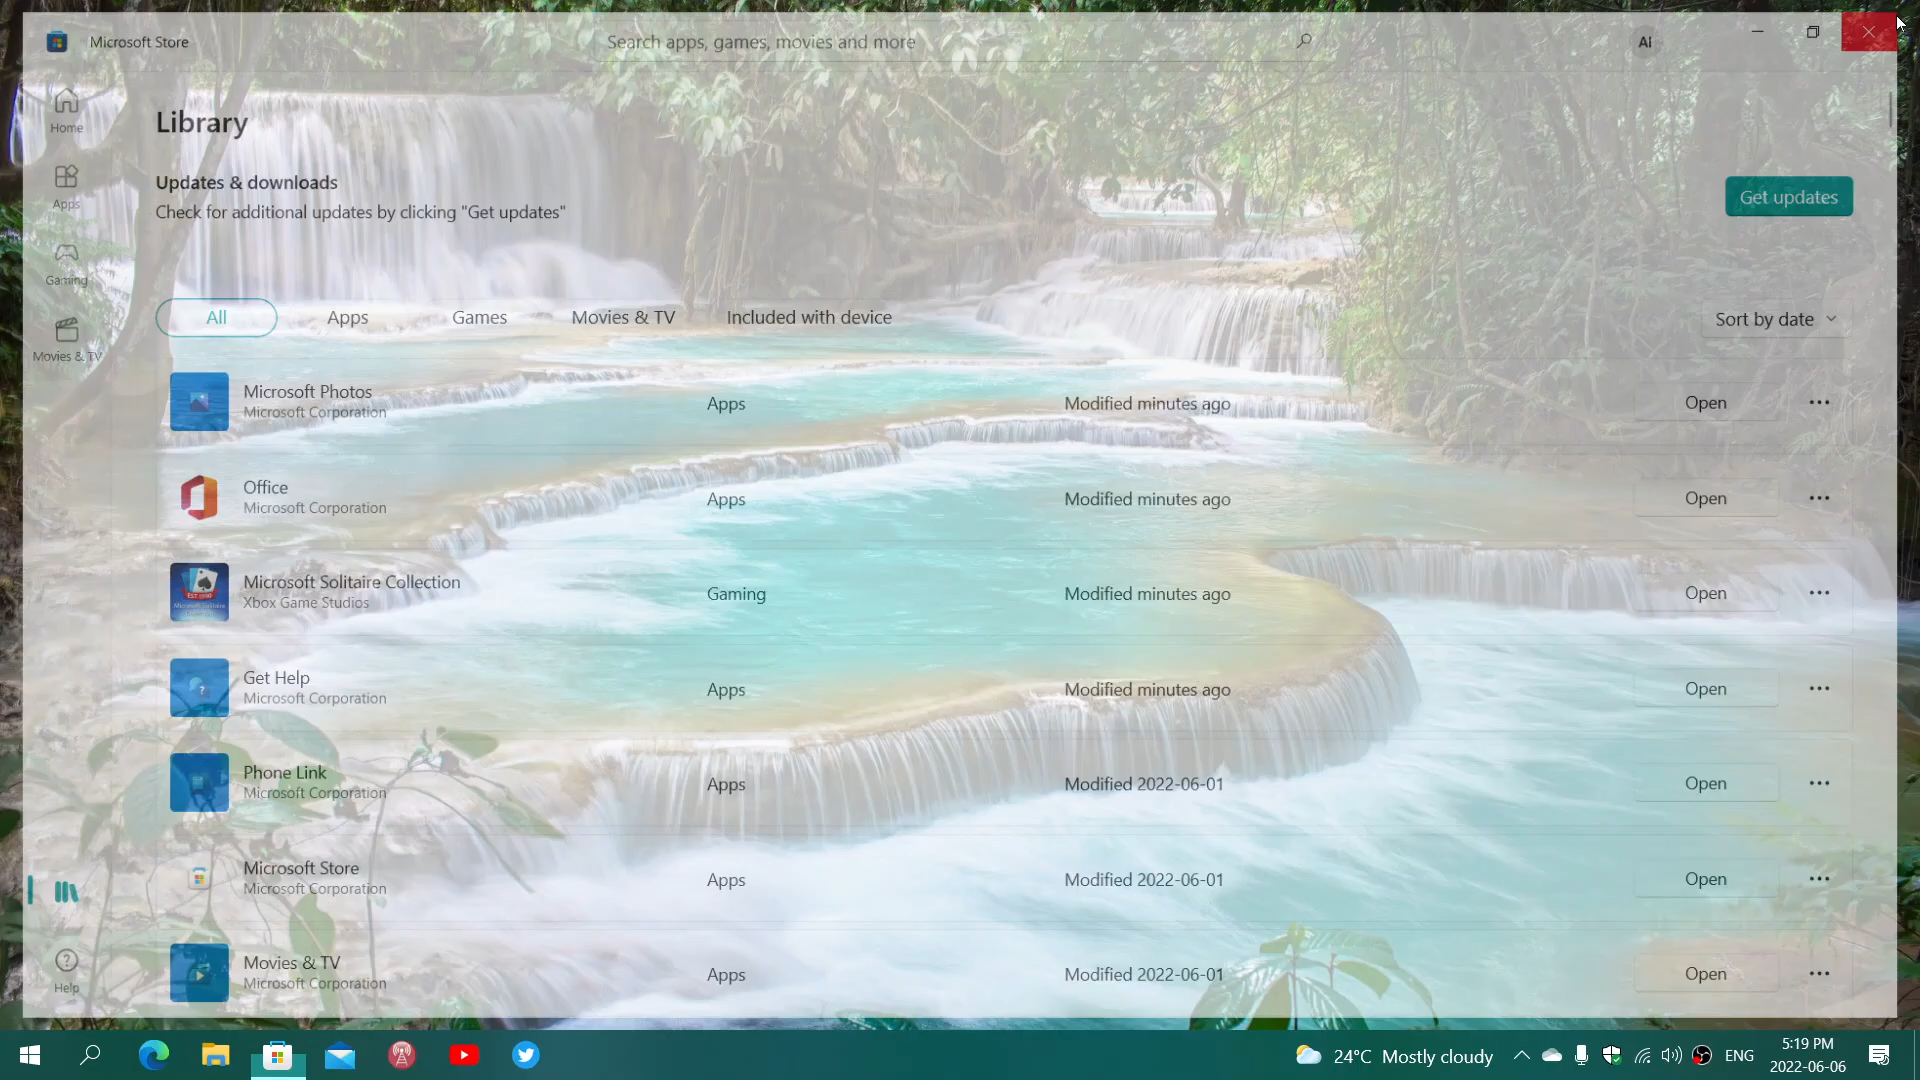 Microsoft Store
Search apps, games, movies and more
AI
Home
Library
Updates & downloads
Check for additional updates by clicking "Get updates"
Get updates
Apps
Gaming
Movies & TV
All
Apps
Games
Movies & TV
Included with device
Sort by date
Microsoft Photos
Microsoft Corporation
Apps
Modified minutes ago
Open
Office
Microsoft Corporation
Apps
Modified minutes ago
Open
Microsoft Solitaire Collection
Xbox Game Studios
Gaming
Modified minutes ago
Open
Get Help
Microsoft Corporation
Apps
Modified minutes ago
Open
Phone Link
Microsoft Corporation
Apps
Modified 2022-06-01
Open
Microsoft Store
Microsoft Corporation
Apps
Modified 2022-06-01
Open
Movies & TV
Microsoft Corporation
Apps
Modified 2022-06-01
Open
Help
24°C Mostly cloudy
ENG
5:19 PM
2022-06-06